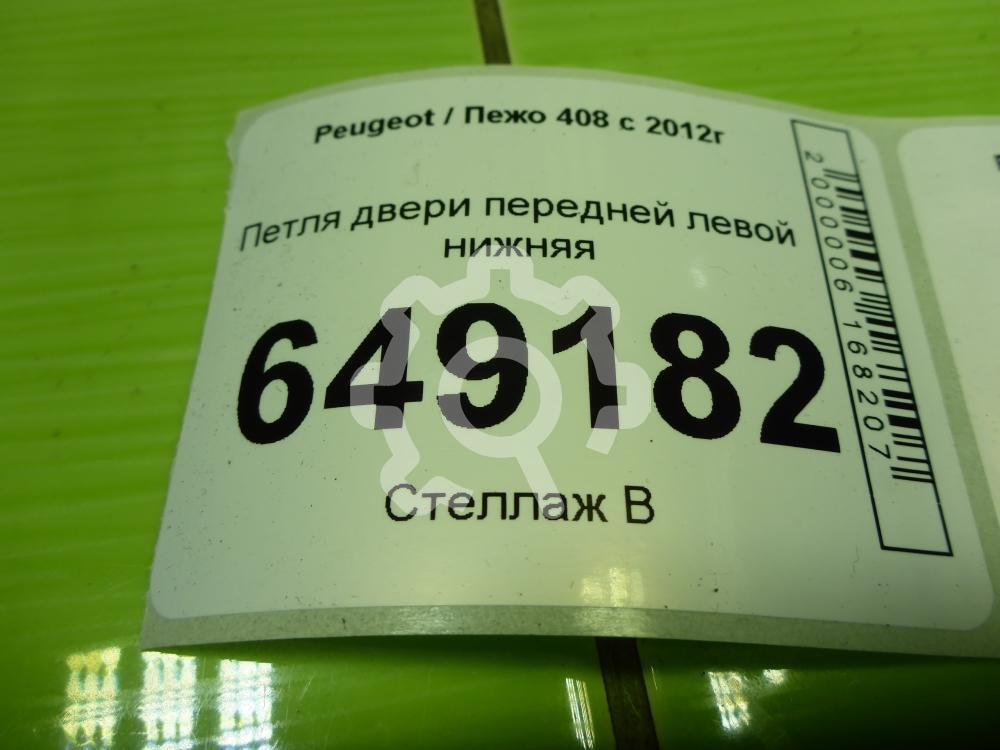 Peugeot / Пежо 408 с 2012г
Петля двери передней левой
нижняя
649182
Стеллаж В
2000006168207